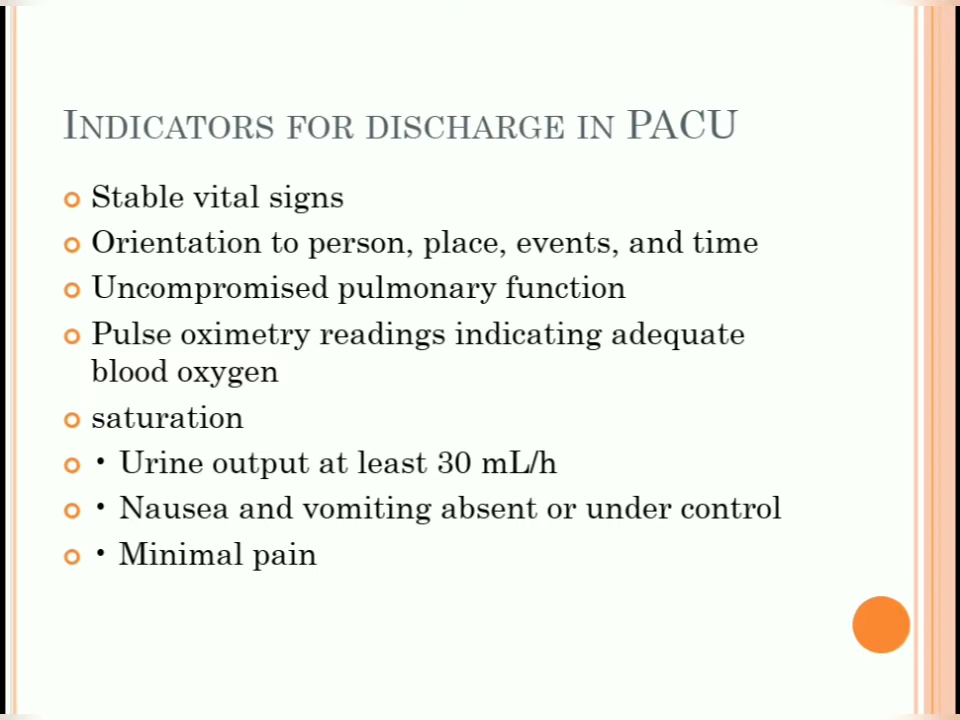 INDICATORS FOR DISCHARGE IN PACU
Stable vital signs
Orientation to person, place, events, and time
Uncompromised pulmonary function
Pulse oximetry readings indicating adequate
blood oxygen
saturation
• Urine output at least 30 mL/h
• Nausea and vomiting absent or under control
• Minimal pain